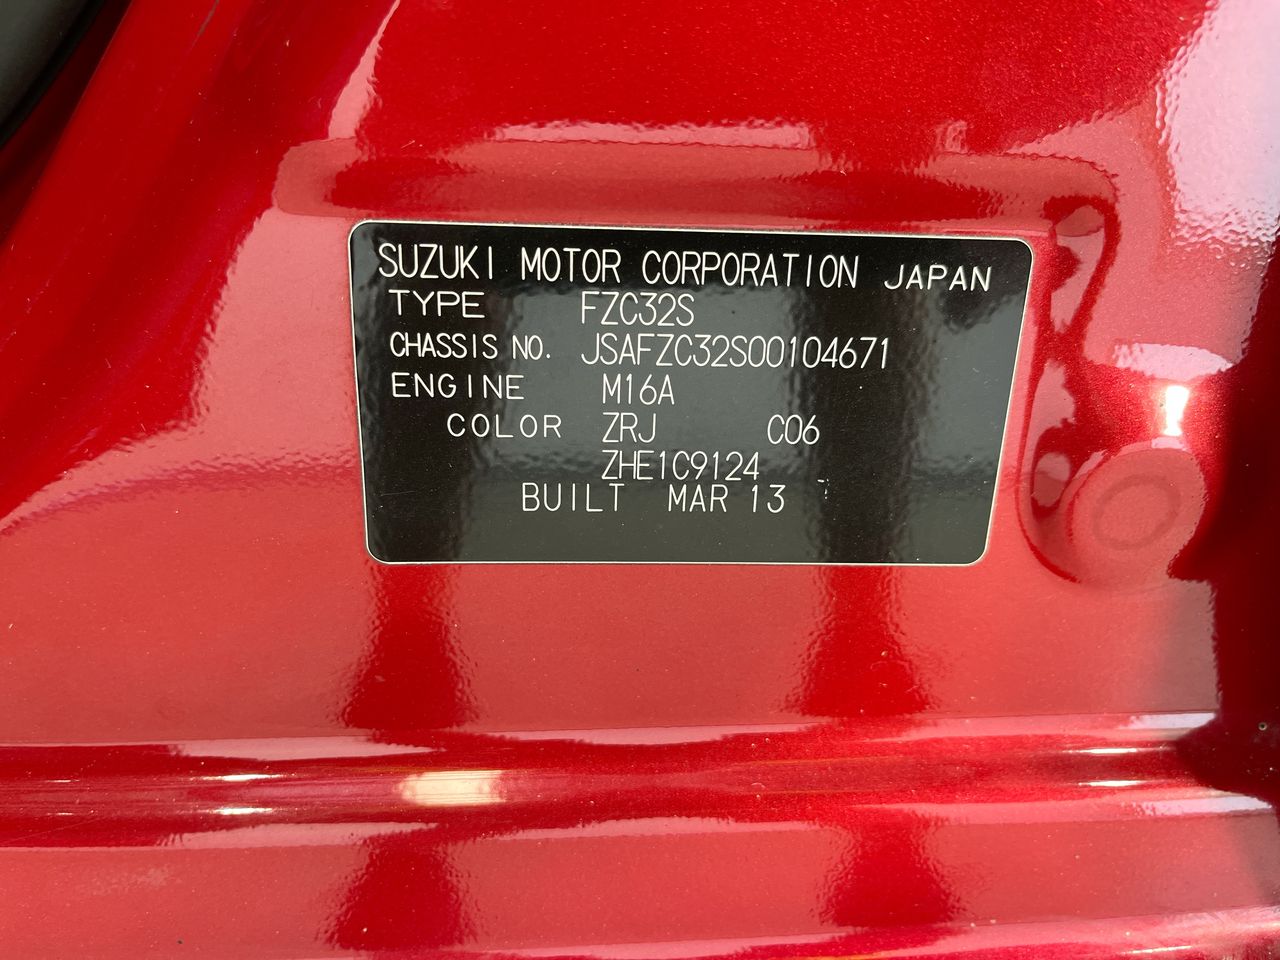 SUZUKI MOTOR CORPORATION JAPAN
TYPE FZC32S
CHASSIS NO. JSAFZC32S00104671
ENGINE M16A
COLOR ZRJ C06
ZHE1C9124
BUILT MAR 13